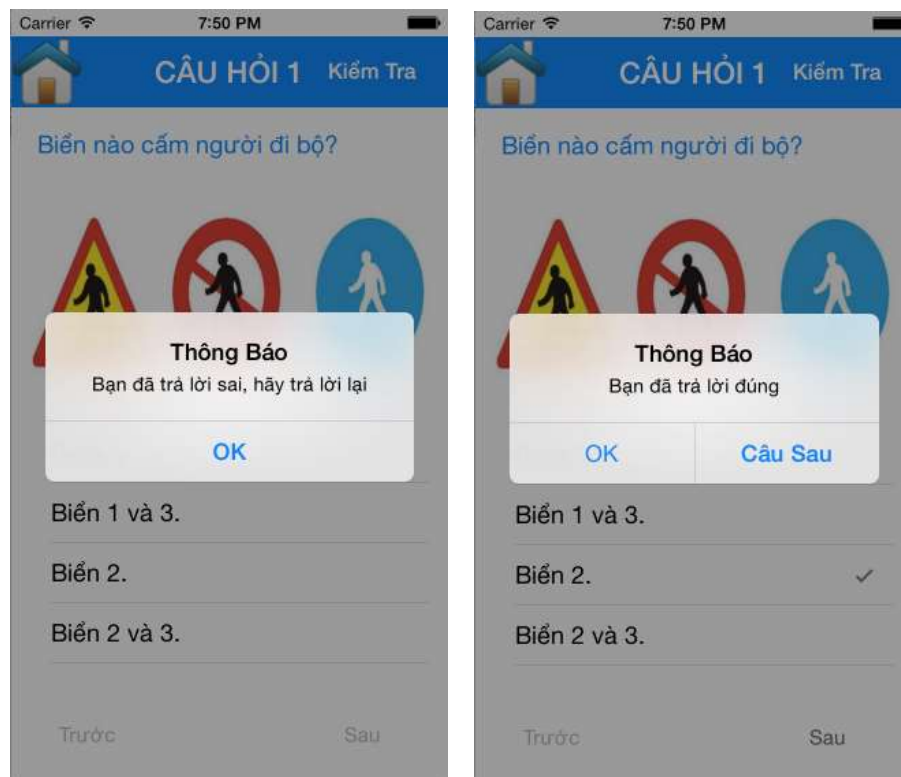 Carrier 7:50 PM
CÂU HỎI 1 Kiểm Tra
Biển nào cấm người đi bộ?
Thông Báo
Bạn đã trả lời sai, hãy trả lời lại
OK
Biển 1 và 3.
Biển 2.
Biển 2 và 3.
Trước Sau
Carrier 7:50 PM
CÂU HỎI 1 Kiểm Tra
Biển nào cấm người đi bộ?
Thông Báo
Bạn đã trả lời đúng
OK Câu Sau
Biển 1 và 3.
Biển 2.
Biển 2 và 3.
Trước Sau